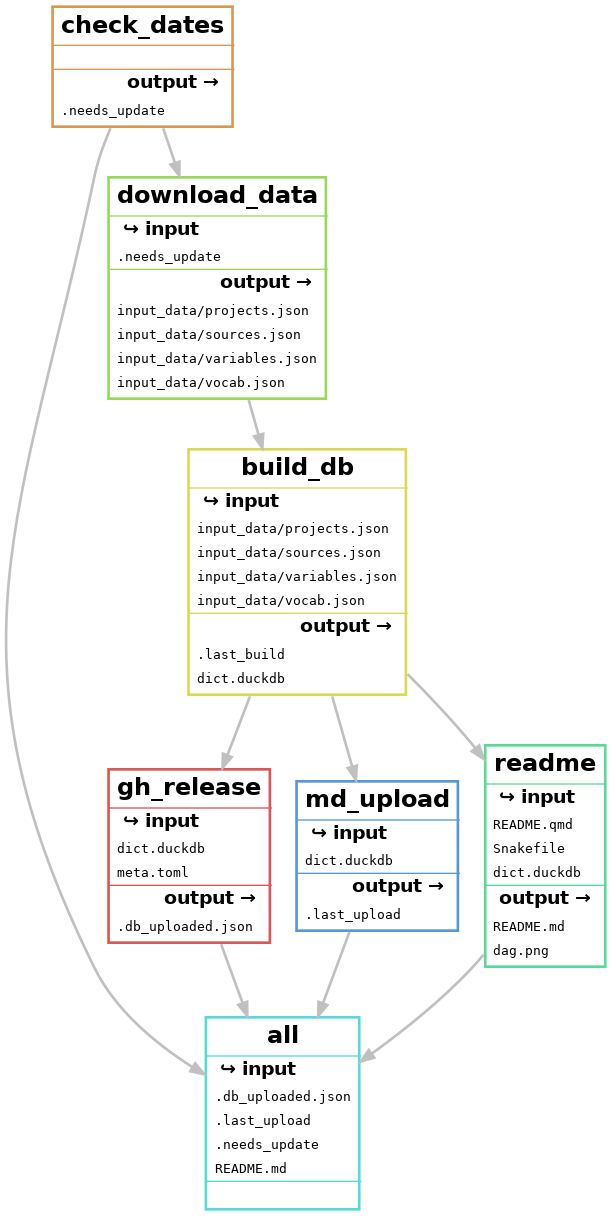 check_dates
output →
.needs_update
download_data
↪ input
.needs_update
output →
input_data/projects.json
input_data/sources.json
input_data/variables.json
input_data/vocab.json
build_db
↪ input
input_data/projects.json
input_data/sources.json
input_data/variables.json
input_data/vocab.json
output →
.last_build
dict.duckdb
gh_release
↪ input
dict.duckdb
meta.toml
output →
.db_uploaded.json
md_upload
↪ input
dict.duckdb
output →
.last_upload
readme
↪ input
README.qmd
Snakefile
dict.duckdb
output →
README.md
dag.png
all
↪ input
.db_uploaded.json
.last_upload
.needs_update
README.md